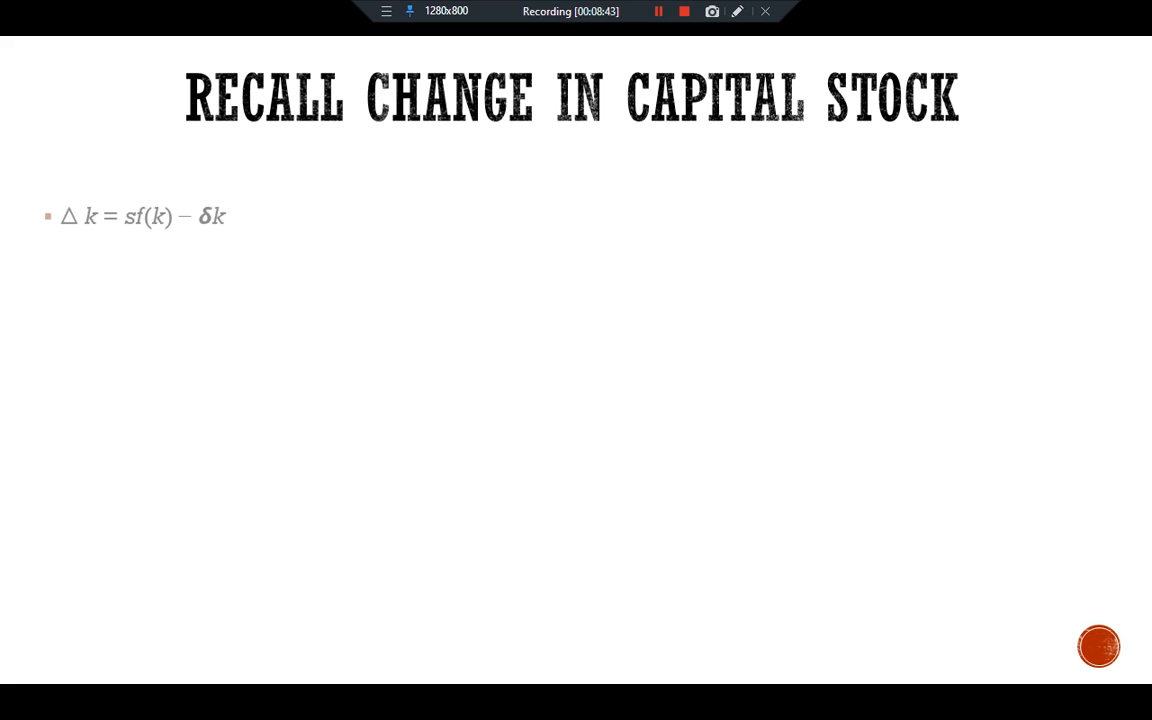 1280x800 Recording [00:08:43]
RECALL CHANGE IN CAPITAL STOCK
▪ Δ k = sf(k) − δk